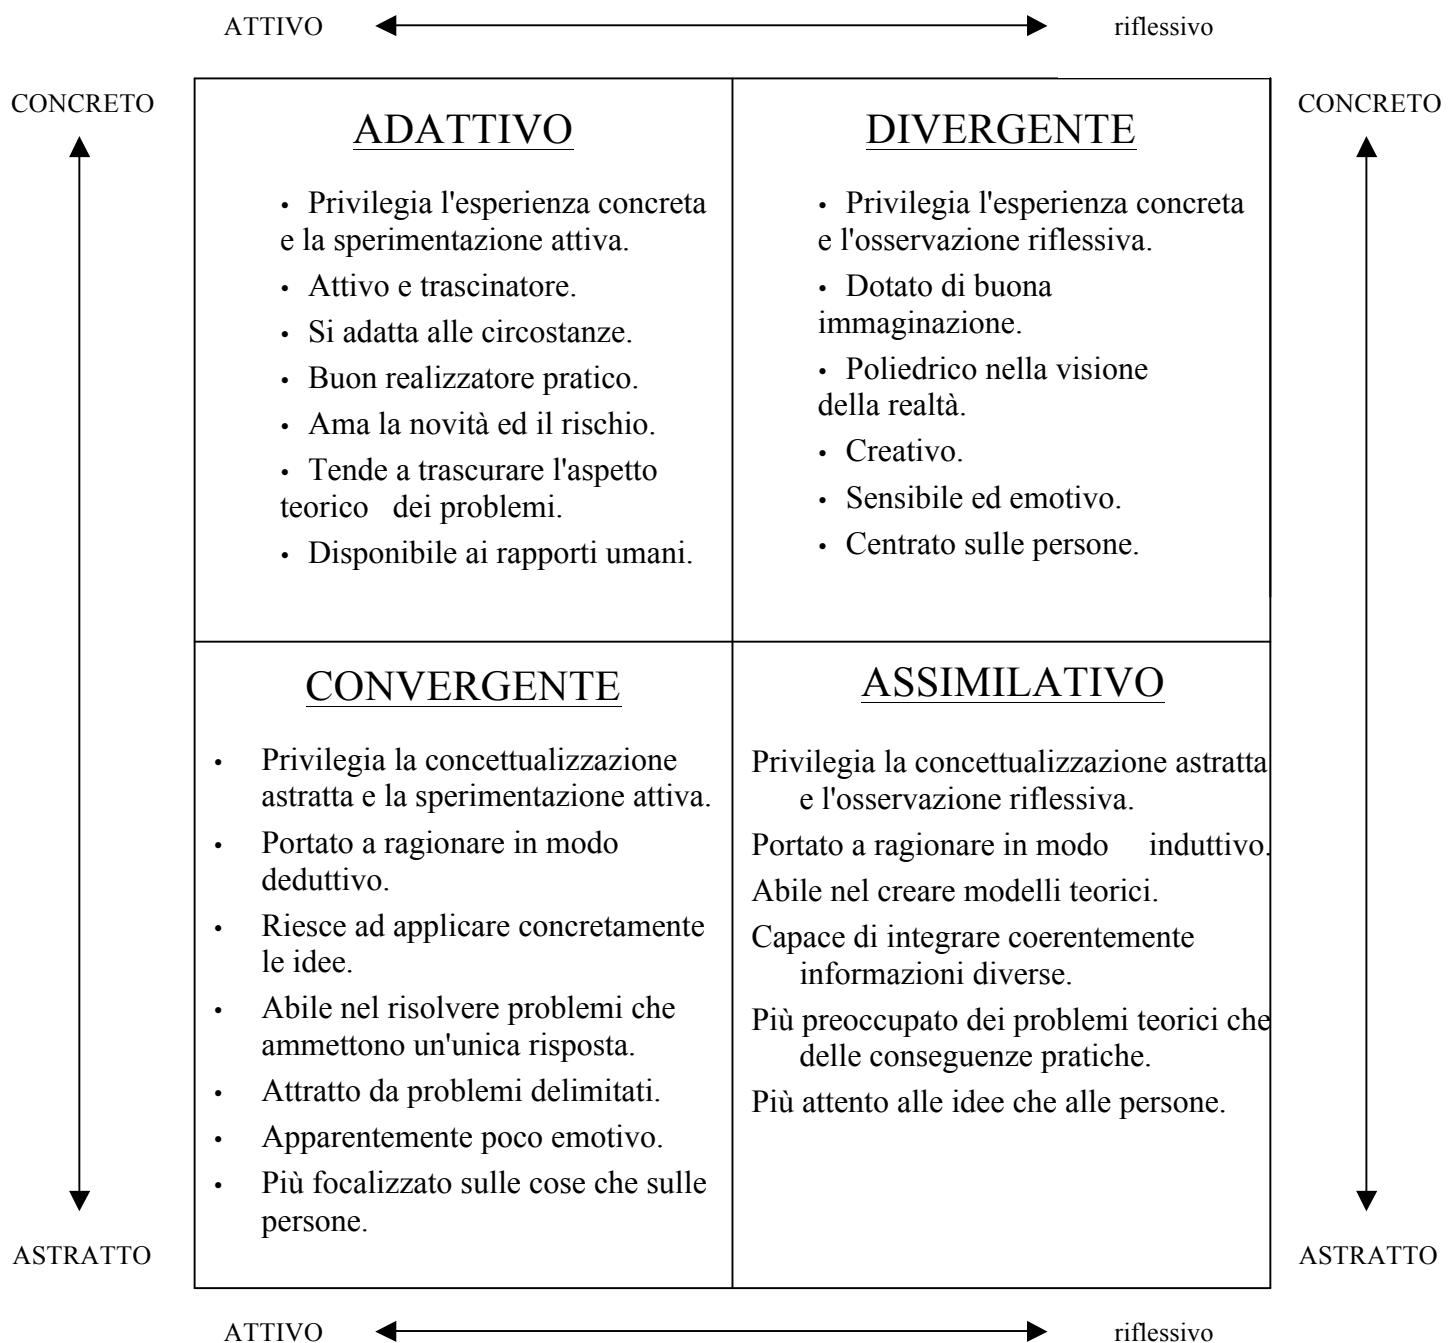 ATTIVO riflessivo
CONCRETO
CONCRETO
ADATTIVO
• Privilegia l'esperienza concreta
e la sperimentazione attiva.
• Attivo e trascinatore.
• Si adatta alle circostanze.
• Buon realizzatore pratico.
• Ama la novità ed il rischio.
• Tende a trascurare l'aspetto
teorico dei problemi.
• Disponibile ai rapporti umani.
DIVERGENTE
• Privilegia l'esperienza concreta
e l'osservazione riflessiva.
• Dotato di buona
immaginazione.
• Poliedrico nella visione
della realtà.
• Creativo.
• Sensibile ed emotivo.
• Centrato sulle persone.
CONVERGENTE
• Privilegia la concettualizzazione
astratta e la sperimentazione attiva.
• Portato a ragionare in modo
deduttivo.
• Riesce ad applicare concretamente
le idee.
• Abile nel risolvere problemi che
ammettono un'unica risposta.
• Attratto da problemi delimitati.
• Apparentemente poco emotivo.
• Più focalizzato sulle cose che sulle
persone.
ASSIMILATIVO
Privilegia la concettualizzazione astratta
e l'osservazione riflessiva.
Portato a ragionare in modo induttivo.
Abile nel creare modelli teorici.
Capace di integrare coerentemente
informazioni diverse.
Più preoccupato dei problemi teorici che
delle conseguenze pratiche.
Più attento alle idee che alle persone.
ASTRATTO
ASTRATTO
ATTIVO riflessivo